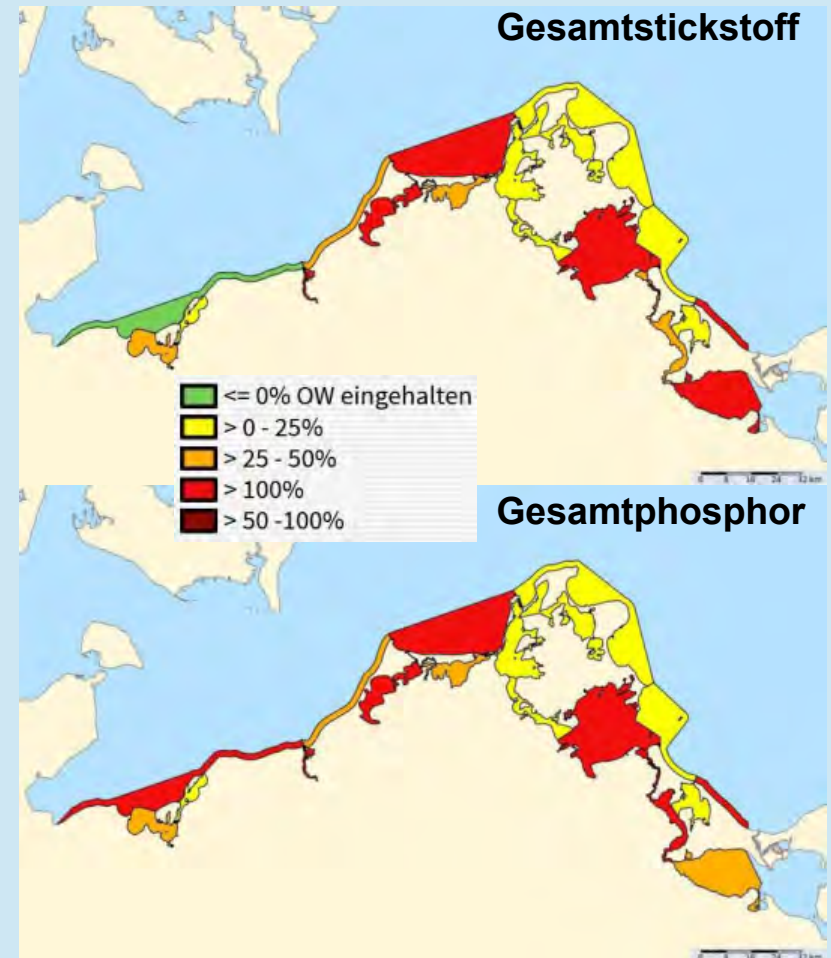 Gesamtstickstoff
<= 0% OW eingehalten
> 0 - 25%
> 25 - 50%
> 100%
> 50 -100%
Gesamtphosphor